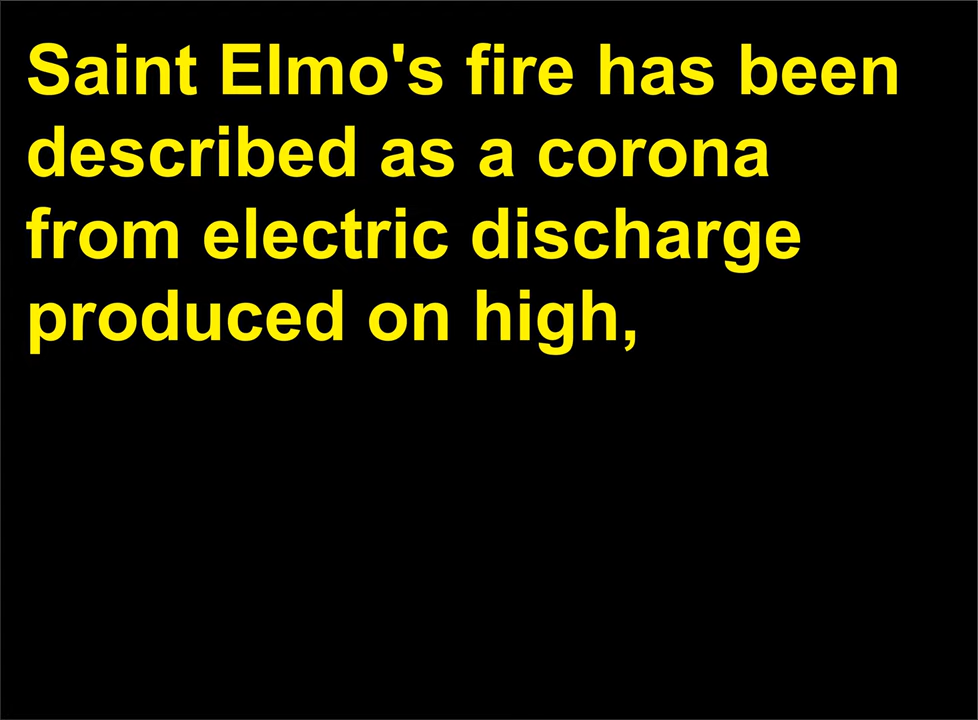 Saint Elmo's fire has been
described as a corona
from electric discharge
produced on high,